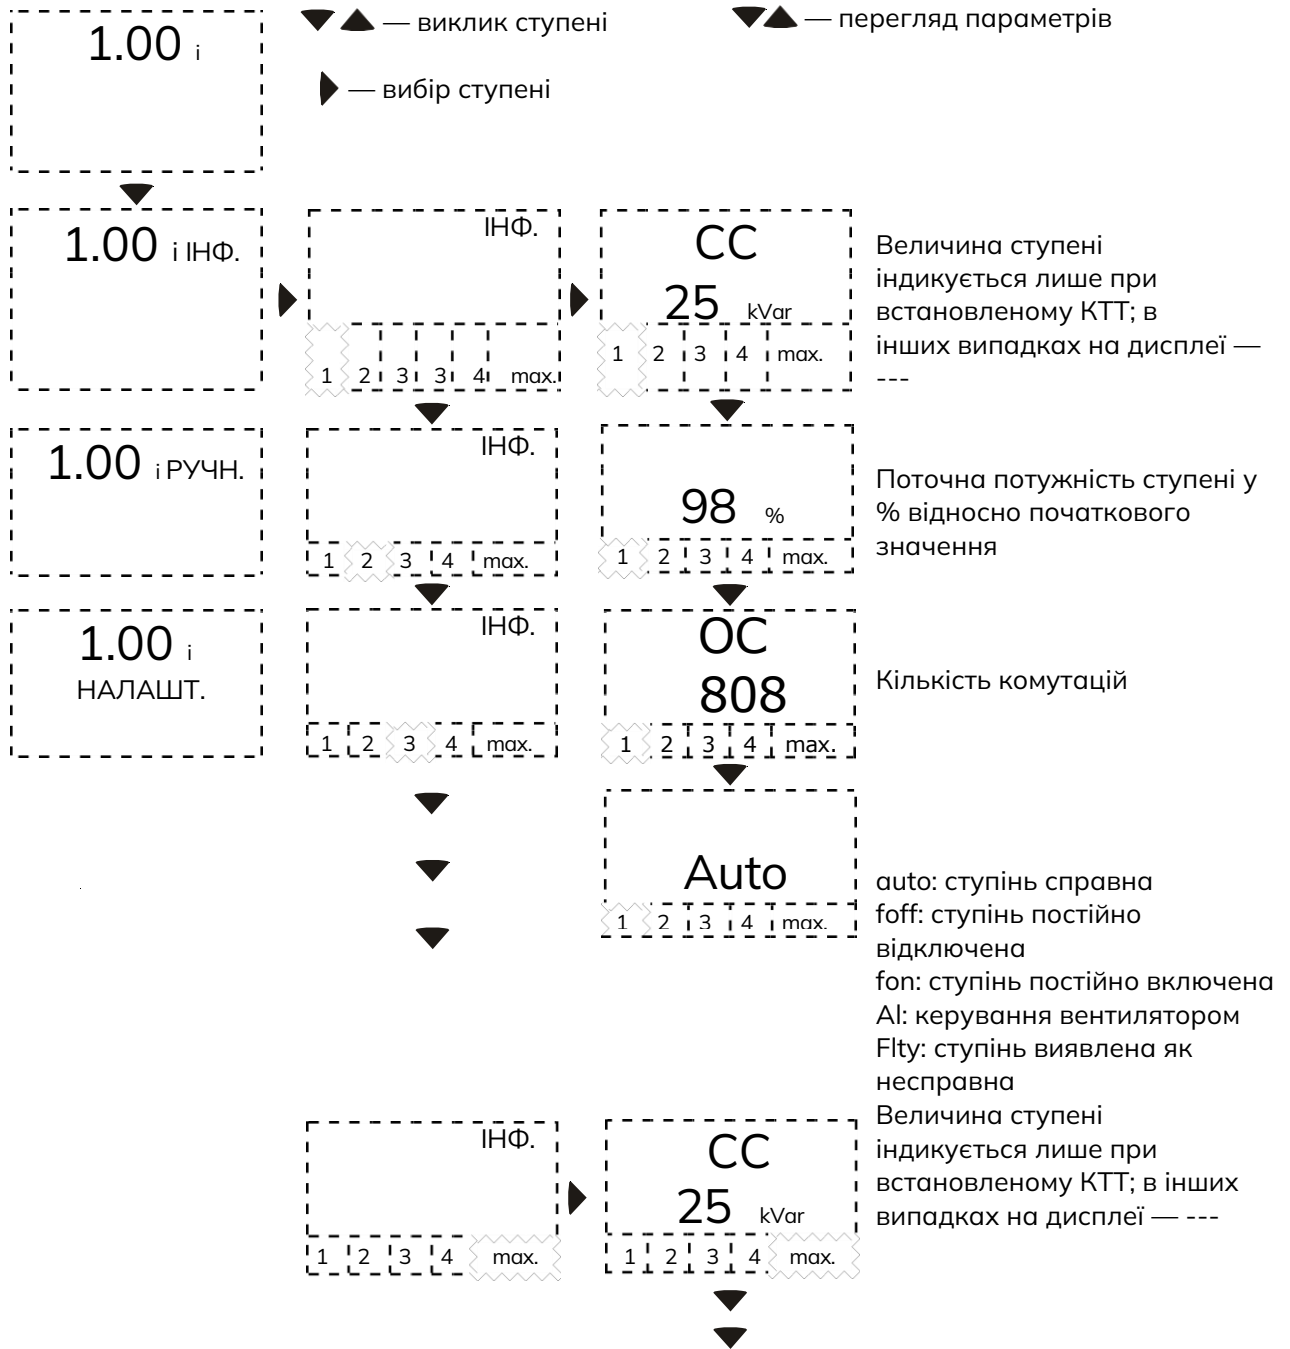 1.00 i
— виклик ступені
— перегляд параметрів
— вибір ступені
1.00 i ІНФ.
ІНФ.
1 2 3 3 4 max.
CC
25 kVar
1 2 3 4 max.
Величина ступені
індикується лише при
встановленому КТТ; в
інших випадках на дисплеї —
---
1.00 i РУЧН.
ІНФ.
1 2 3 4 max.
98 %
1 2 3 4 max.
Поточна потужність ступені у
% відносно початкового
значення
1.00 i
НАЛАШТ.
ІНФ.
1 2 3 4 max.
OC
808
1 2 3 4 max.
Кількість комутацій
Auto
1 2 3 4 max.
auto: ступінь справна
foff: ступінь постійно
відключена
fon: ступінь постійно включена
Al: керування вентилятором
Flty: ступінь виявлена як
несправна
ІНФ.
1 2 3 4 max.
CC
25 kVar
1 2 3 4 max.
Величина ступені
індикується лише при
встановленому КТТ; в інших
випадках на дисплеї — ---